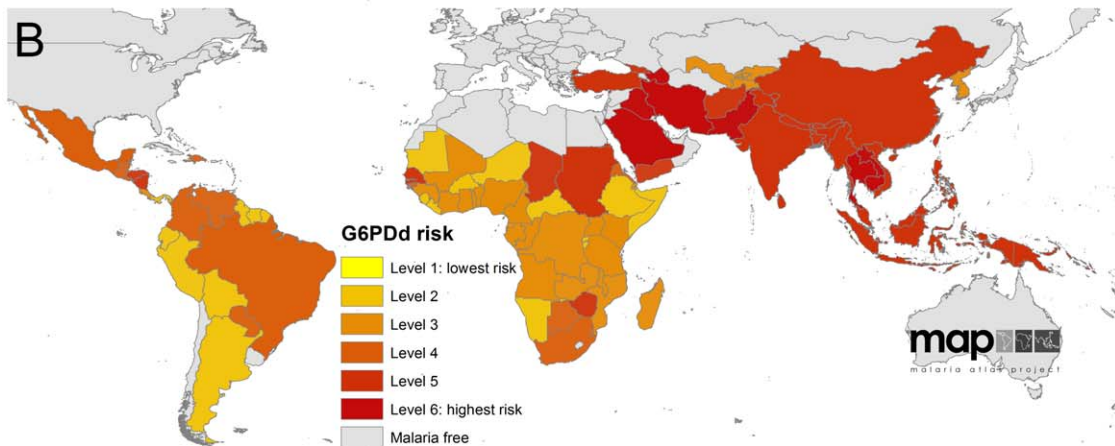 B
G6PDd risk
Level 1: lowest risk
Level 2
Level 3
Level 4
Level 5
Level 6: highest risk
Malaria free
map
malaria atlas project